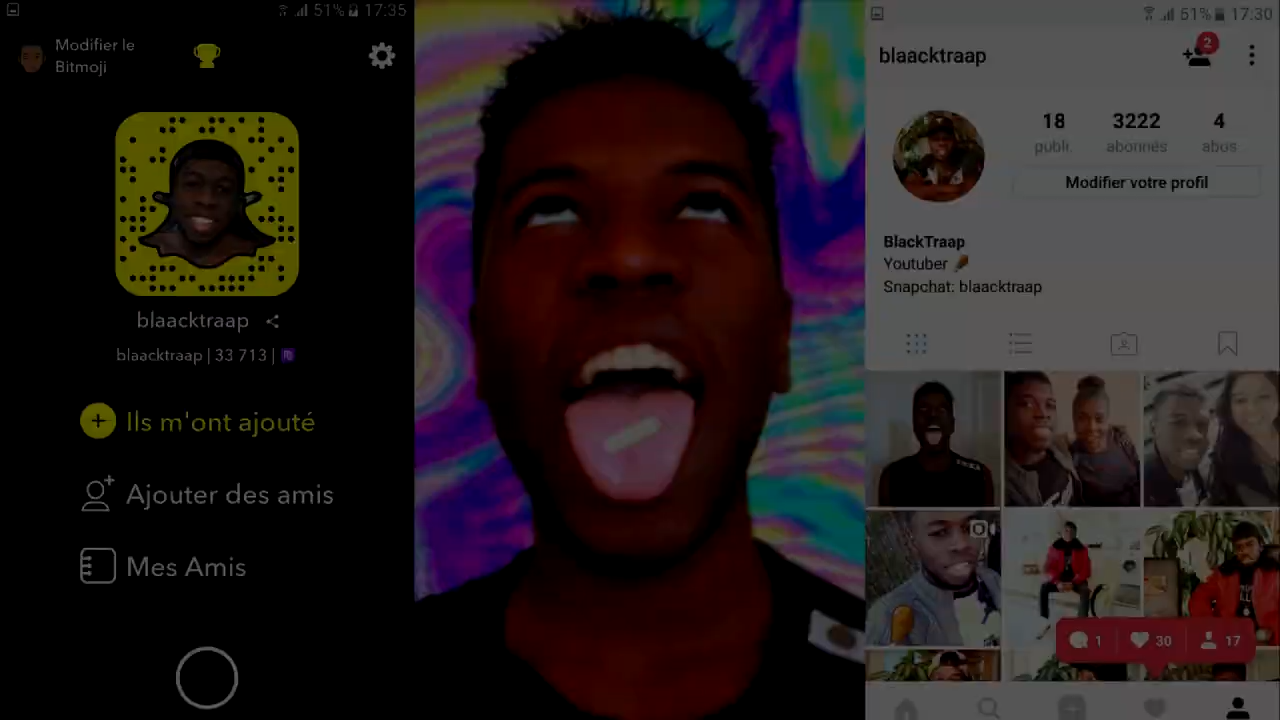 51% 17:35
Modifier le
Bitmoji
blaacktraap
blaacktraap | 33 713 |
Ils m'ont ajouté
Ajouter des amis
Mes Amis
51% 17:30
blaacktraap
2
18 3222 4
publi. abonnés abos.
Modifier votre profil
BlackTraap
Youtuber
Snapchat: blaacktraap
1 30 17